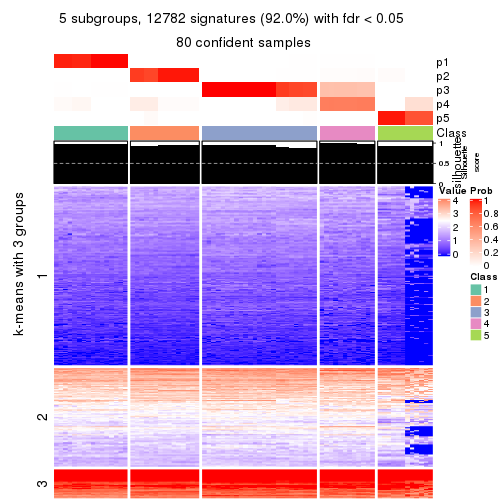 5 subgroups, 12782 signatures (92.0%) with fdr < 0.05
80 confident samples
p1
p2
p3
p4
p5
Class
1
0.5
0
silhouette
Silhouette
score
k-means with 3 groups
1
2
3
Value
4
3
2
1
0
Prob
1
0.8
0.6
0.4
0.2
0
Class
1
2
3
4
5